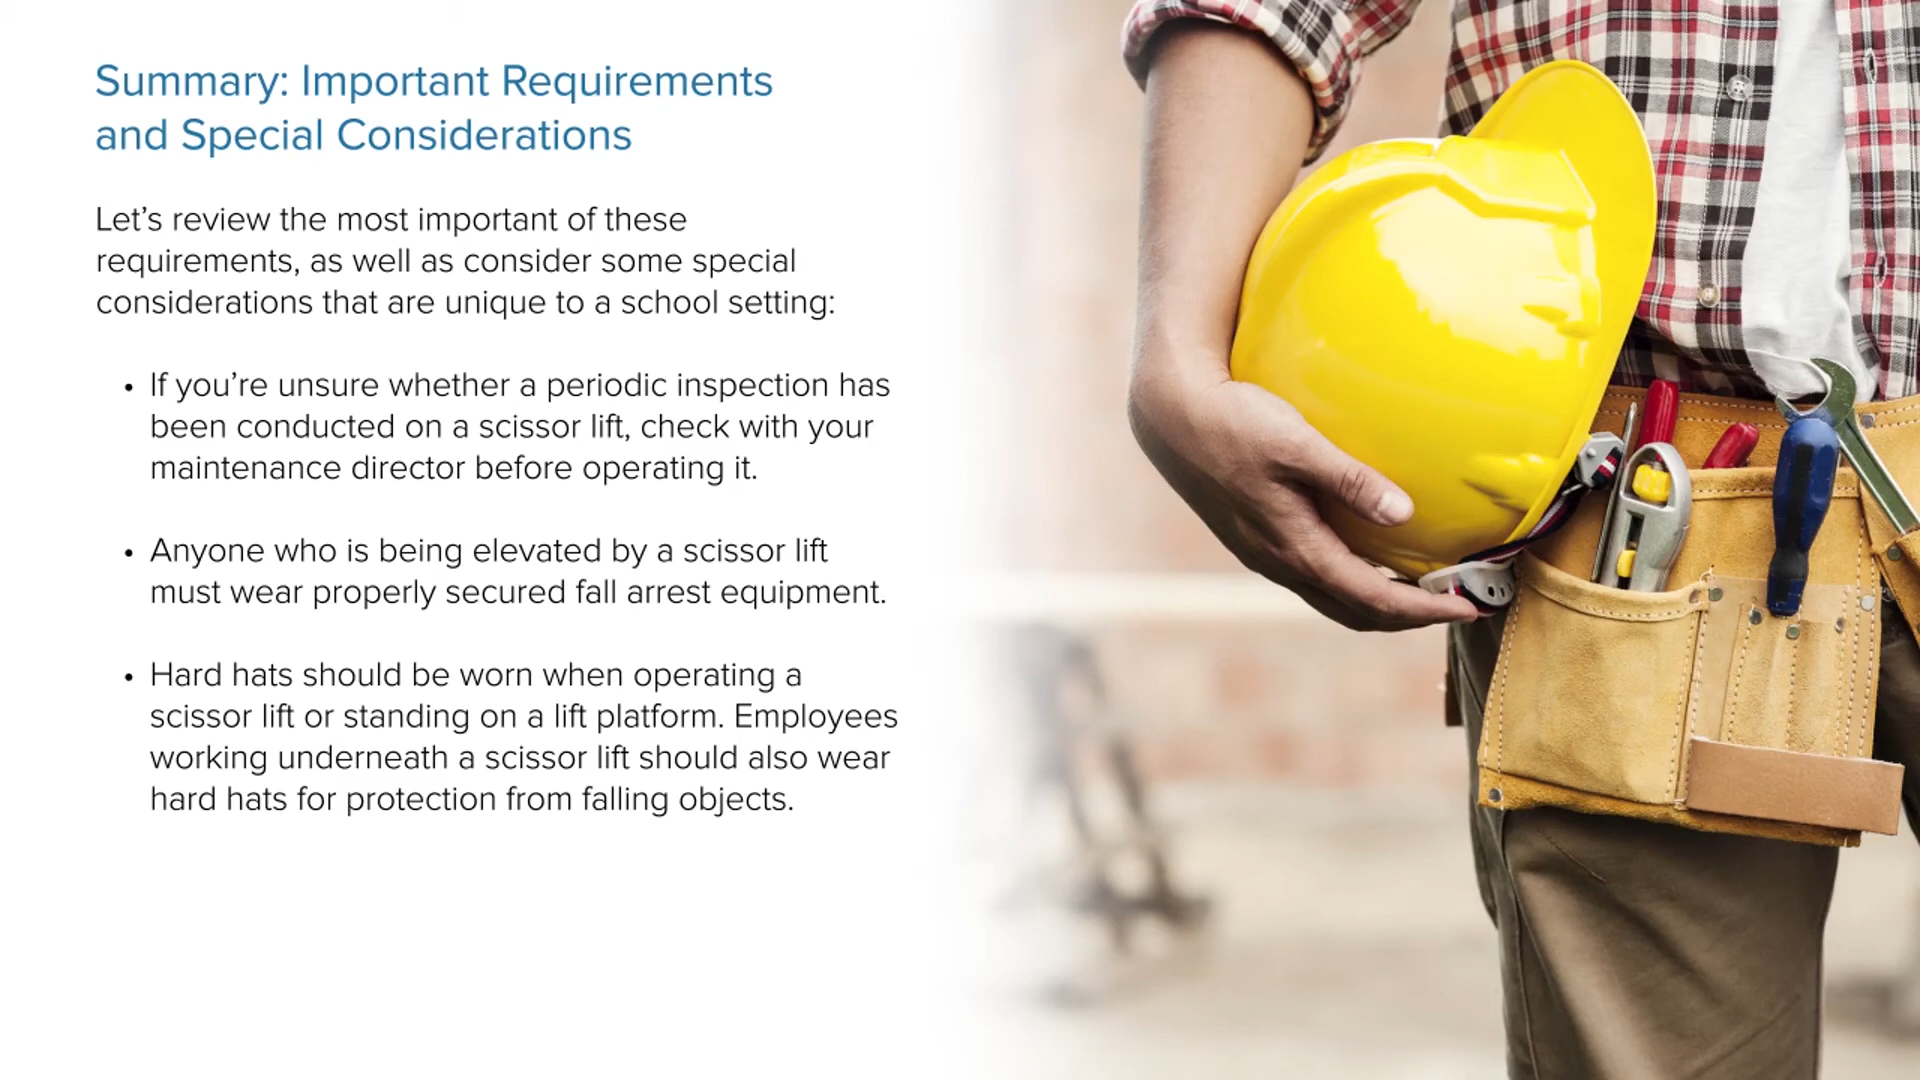 Summary: Important Requirements
and Special Considerations
Let’s review the most important of these
requirements, as well as consider some special
considerations that are unique to a school setting:
• If you’re unsure whether a periodic inspection has
been conducted on a scissor lift, check with your
maintenance director before operating it.
• Anyone who is being elevated by a scissor lift
must wear properly secured fall arrest equipment.
• Hard hats should be worn when operating a
scissor lift or standing on a lift platform. Employees
working underneath a scissor lift should also wear
hard hats for protection from falling objects.